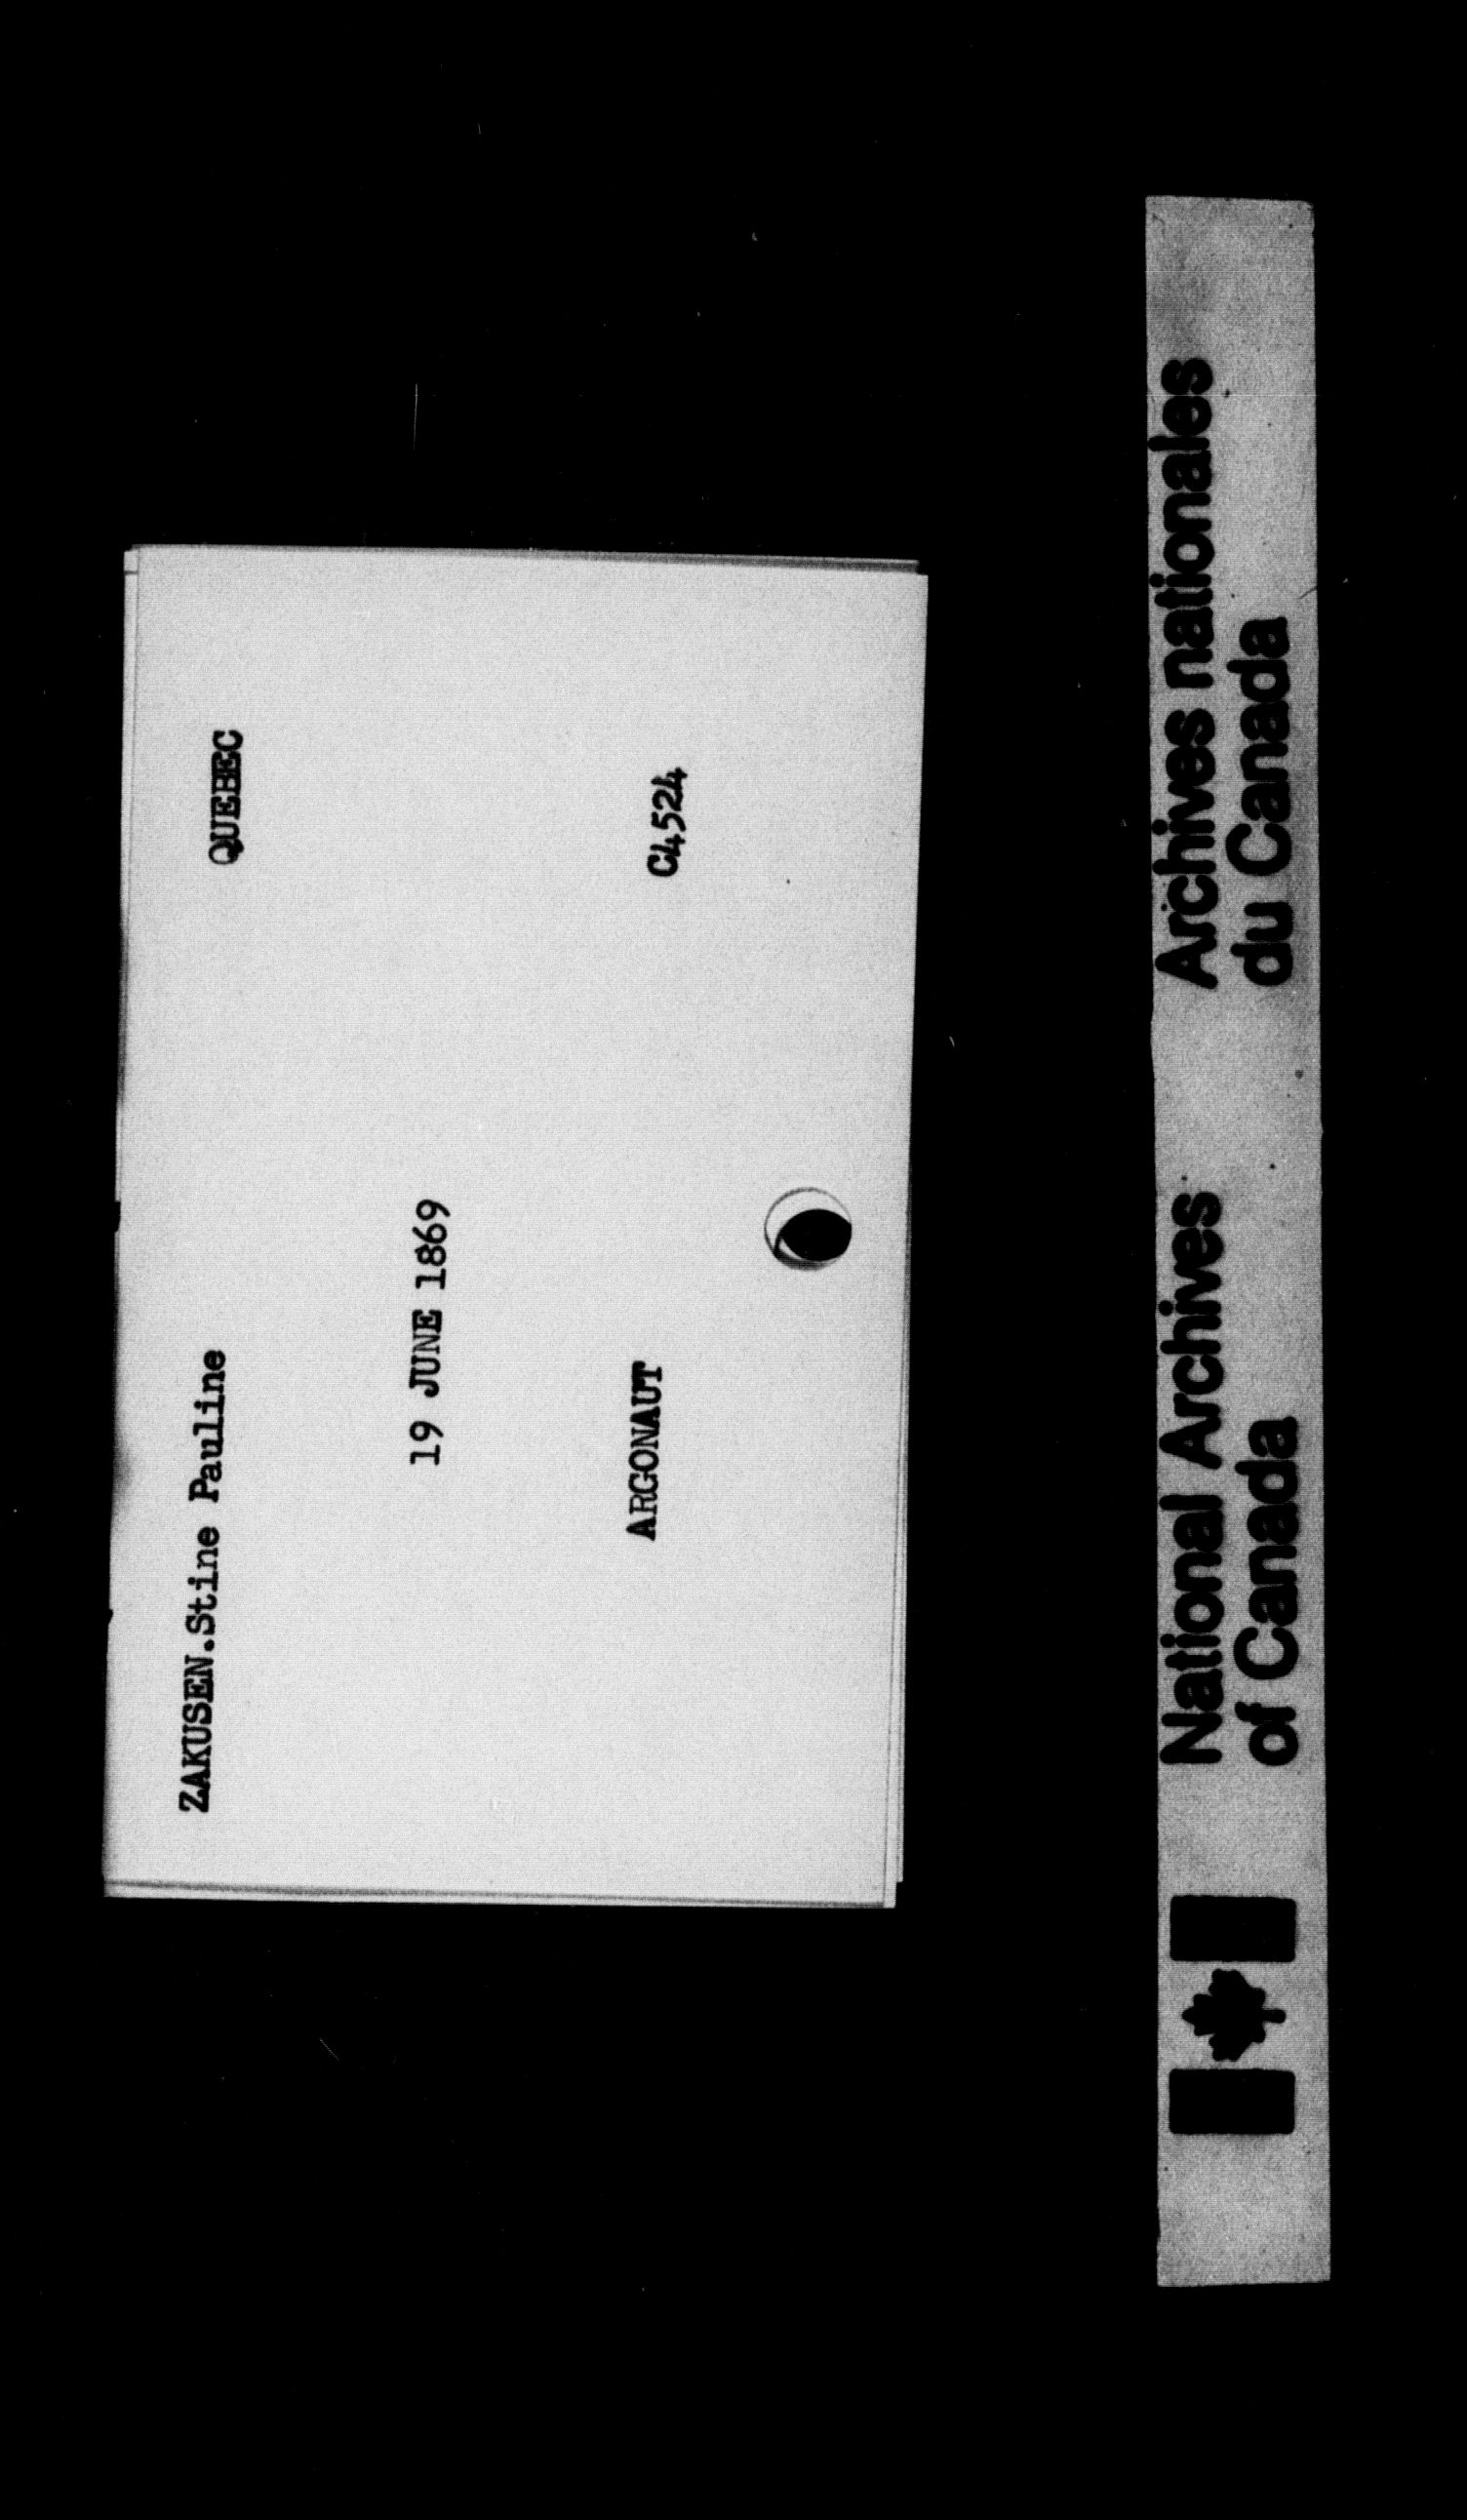 ZAKUSEN.Stine Pauline QUEBEC
19 JUNE 1869
ARGONAUT C4524
National Archives
of Canada
Archives nationales
du Canada